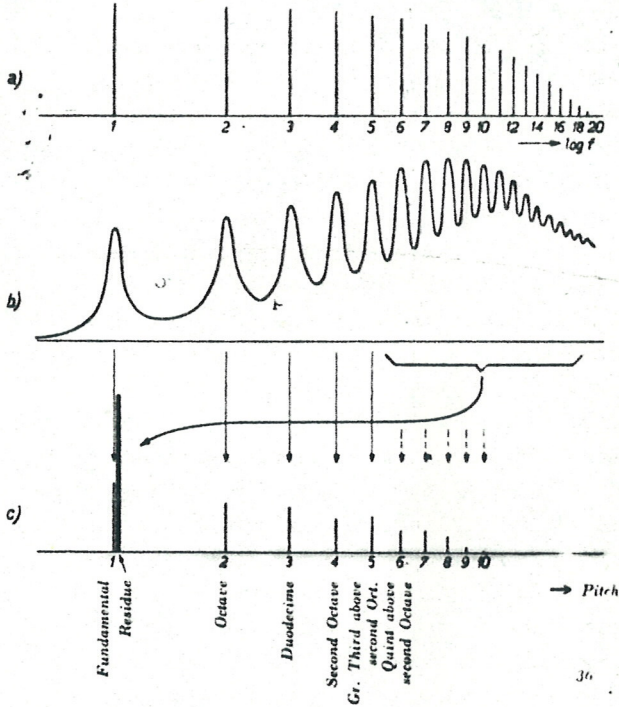 a)
1 2 3 4 5 6 7 8 9 10 12 14 16 18 20
log f
b)
c)
1 2 3 4 5 6 7 8 9 10
Pitch
Fundamental
Residue
Octave
Duodecime
Second Octave
Gr. Third above
second Oct.
Quint above
second Octave
36